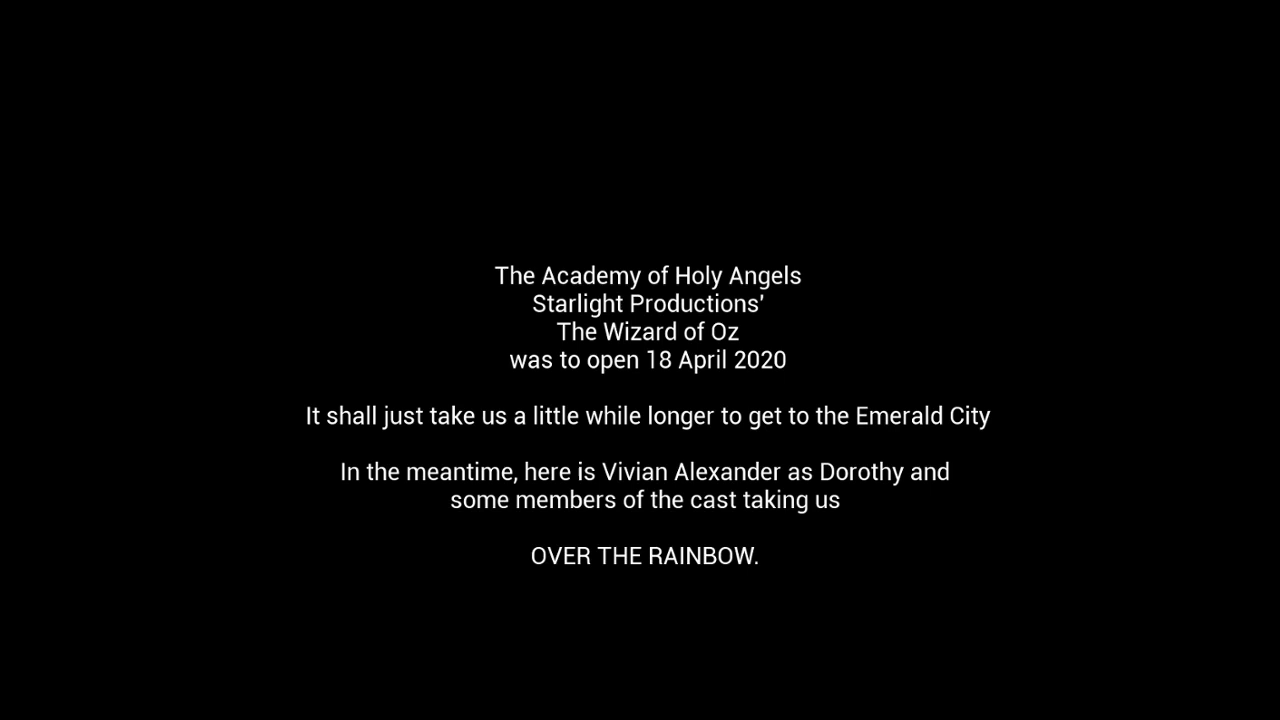 The Academy of Holy Angels
Starlight Productions'
The Wizard of Oz
was to open 18 April 2020
It shall just take us a little while longer to get to the Emerald City
In the meantime, here is Vivian Alexander as Dorothy and
some members of the cast taking us
OVER THE RAINBOW.